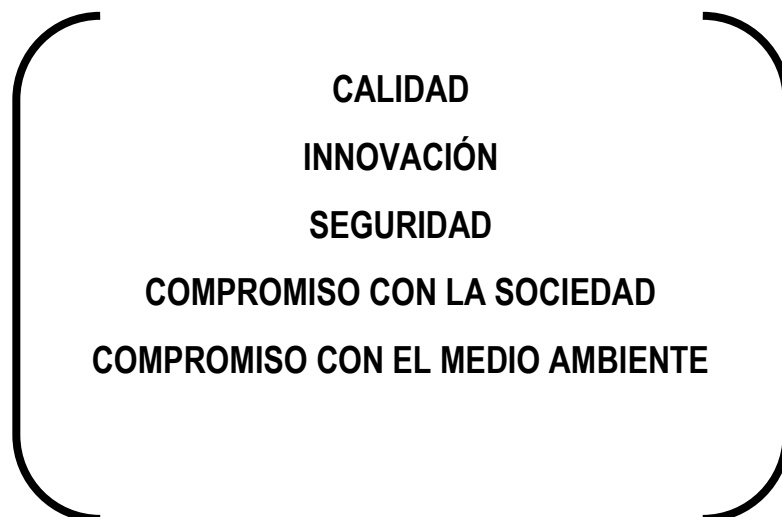 CALIDAD
INNOVACIÓN
SEGURIDAD
COMPROMISO CON LA SOCIEDAD
COMPROMISO CON EL MEDIO AMBIENTE